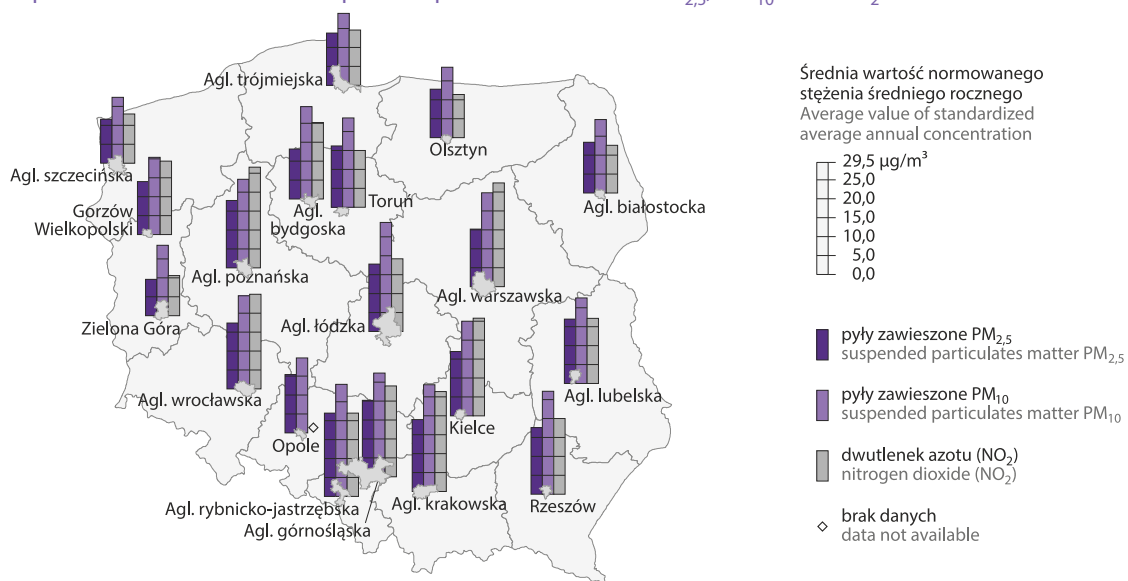 2,5, 10 2
Agl. trójmiejska
Olsztyn
Agl. szczecińska
Gorzów
Wielkopolski
Agl.
bydgoska
Toruń
Agl. białostocka
Agl. poznańska
Agl. warszawska
Zielona Góra
Agl. łódzka
Agl. wrocławska
Agl. lubelska
Opole
Kielce
Agl. rybnicko-jastrzębska
Agl. górnośląska
Agl. krakowska
Rzeszów
Średnia wartość normowanego
stężenia średniego rocznego
Average value of standardized
average annual concentration
29,5 µg/m³
25,0
20,0
15,0
10,0
5,0
0,0
pyły zawieszone PM2,5
suspended particulates matter PM2,5
pyły zawieszone PM10
suspended particulates matter PM10
dwutlenek azotu (NO2)
nitrogen dioxide (NO2)
brak danych
data not available